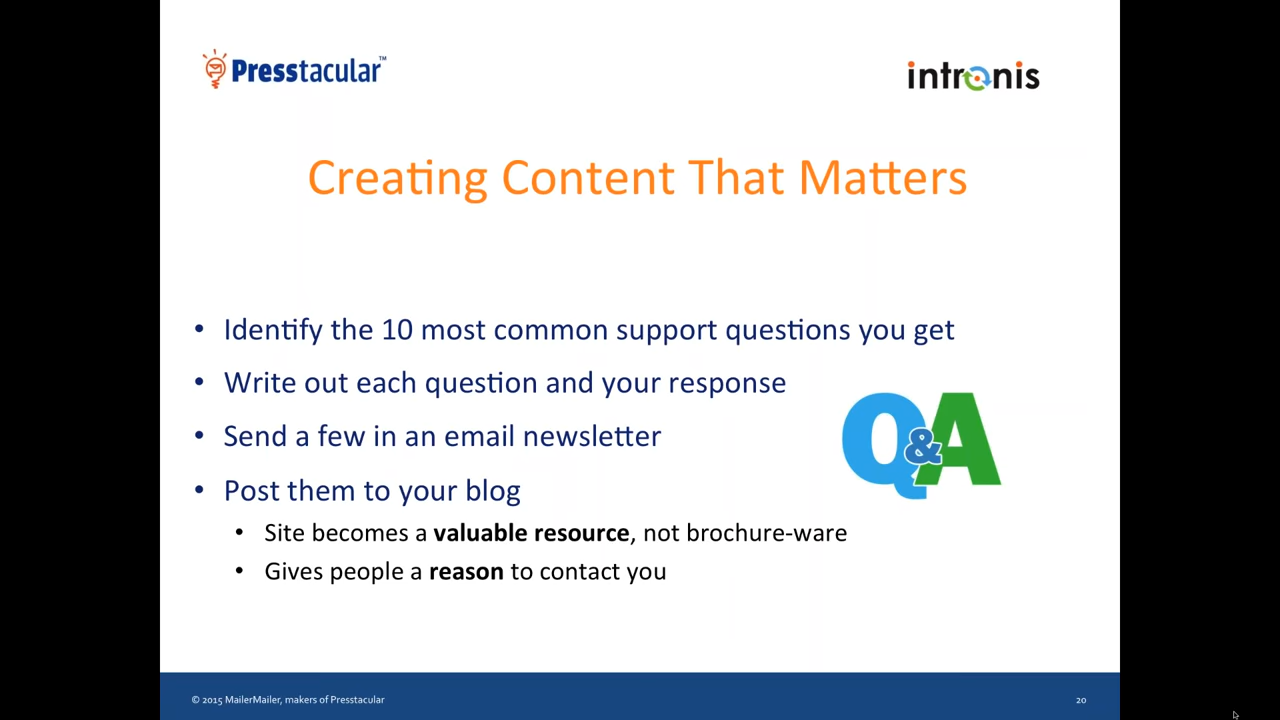 Presstacular™
intronis
Creating Content That Matters
• Identify the 10 most common support questions you get
• Write out each question and your response
• Send a few in an email newsletter
• Post them to your blog
• Site becomes a valuable resource, not brochure-ware
• Gives people a reason to contact you
Q&A
© 2015 MailerMailer, makers of Presstacular
20